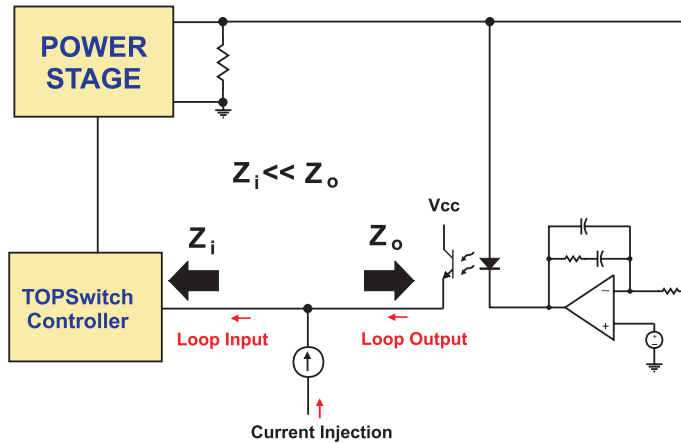 POWER
STAGE
Zi << Zo
Vcc
Zi
Zo
TOPSwitch
Controller
Loop Input
Loop Output
Current Injection